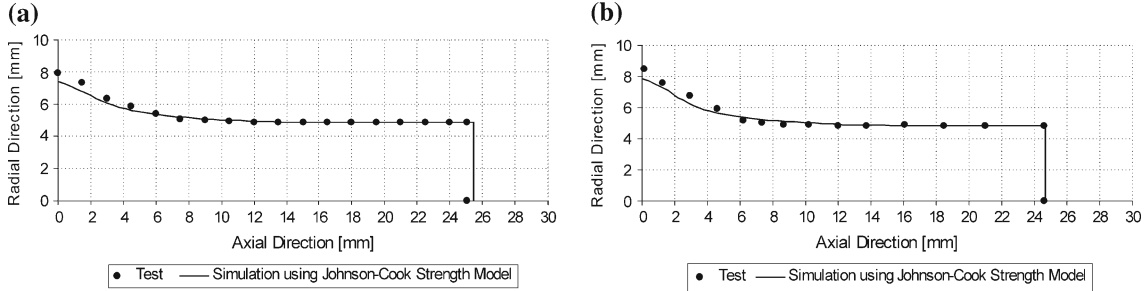 (a)
10
8
6
4
2
0
Radial Direction [mm]
0 2 4 6 8 10 12 14 16 18 20 22 24 26 28 30
Axial Direction [mm]
Test Simulation using Johnson-Cook Strength Model
(b)
10
8
6
4
2
0
Radial Direction [mm]
0 2 4 6 8 10 12 14 16 18 20 22 24 26 28 30
Axial Direction [mm]
Test Simulation using Johnson-Cook Strength Model